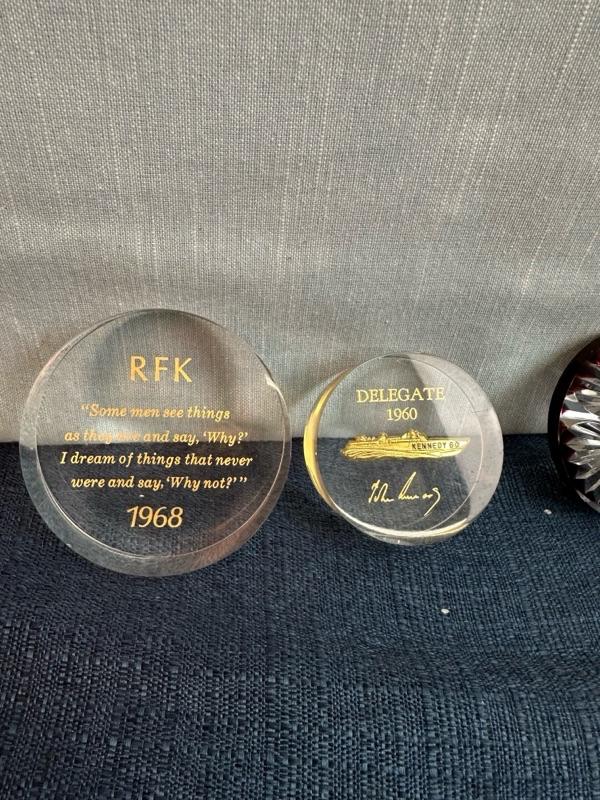 RFK
“Some men see things
as they are and say, ‘Why?’
I dream of things that never
were and say, ‘Why not?’”
1968
DELEGATE
1960
KENNEDY 60